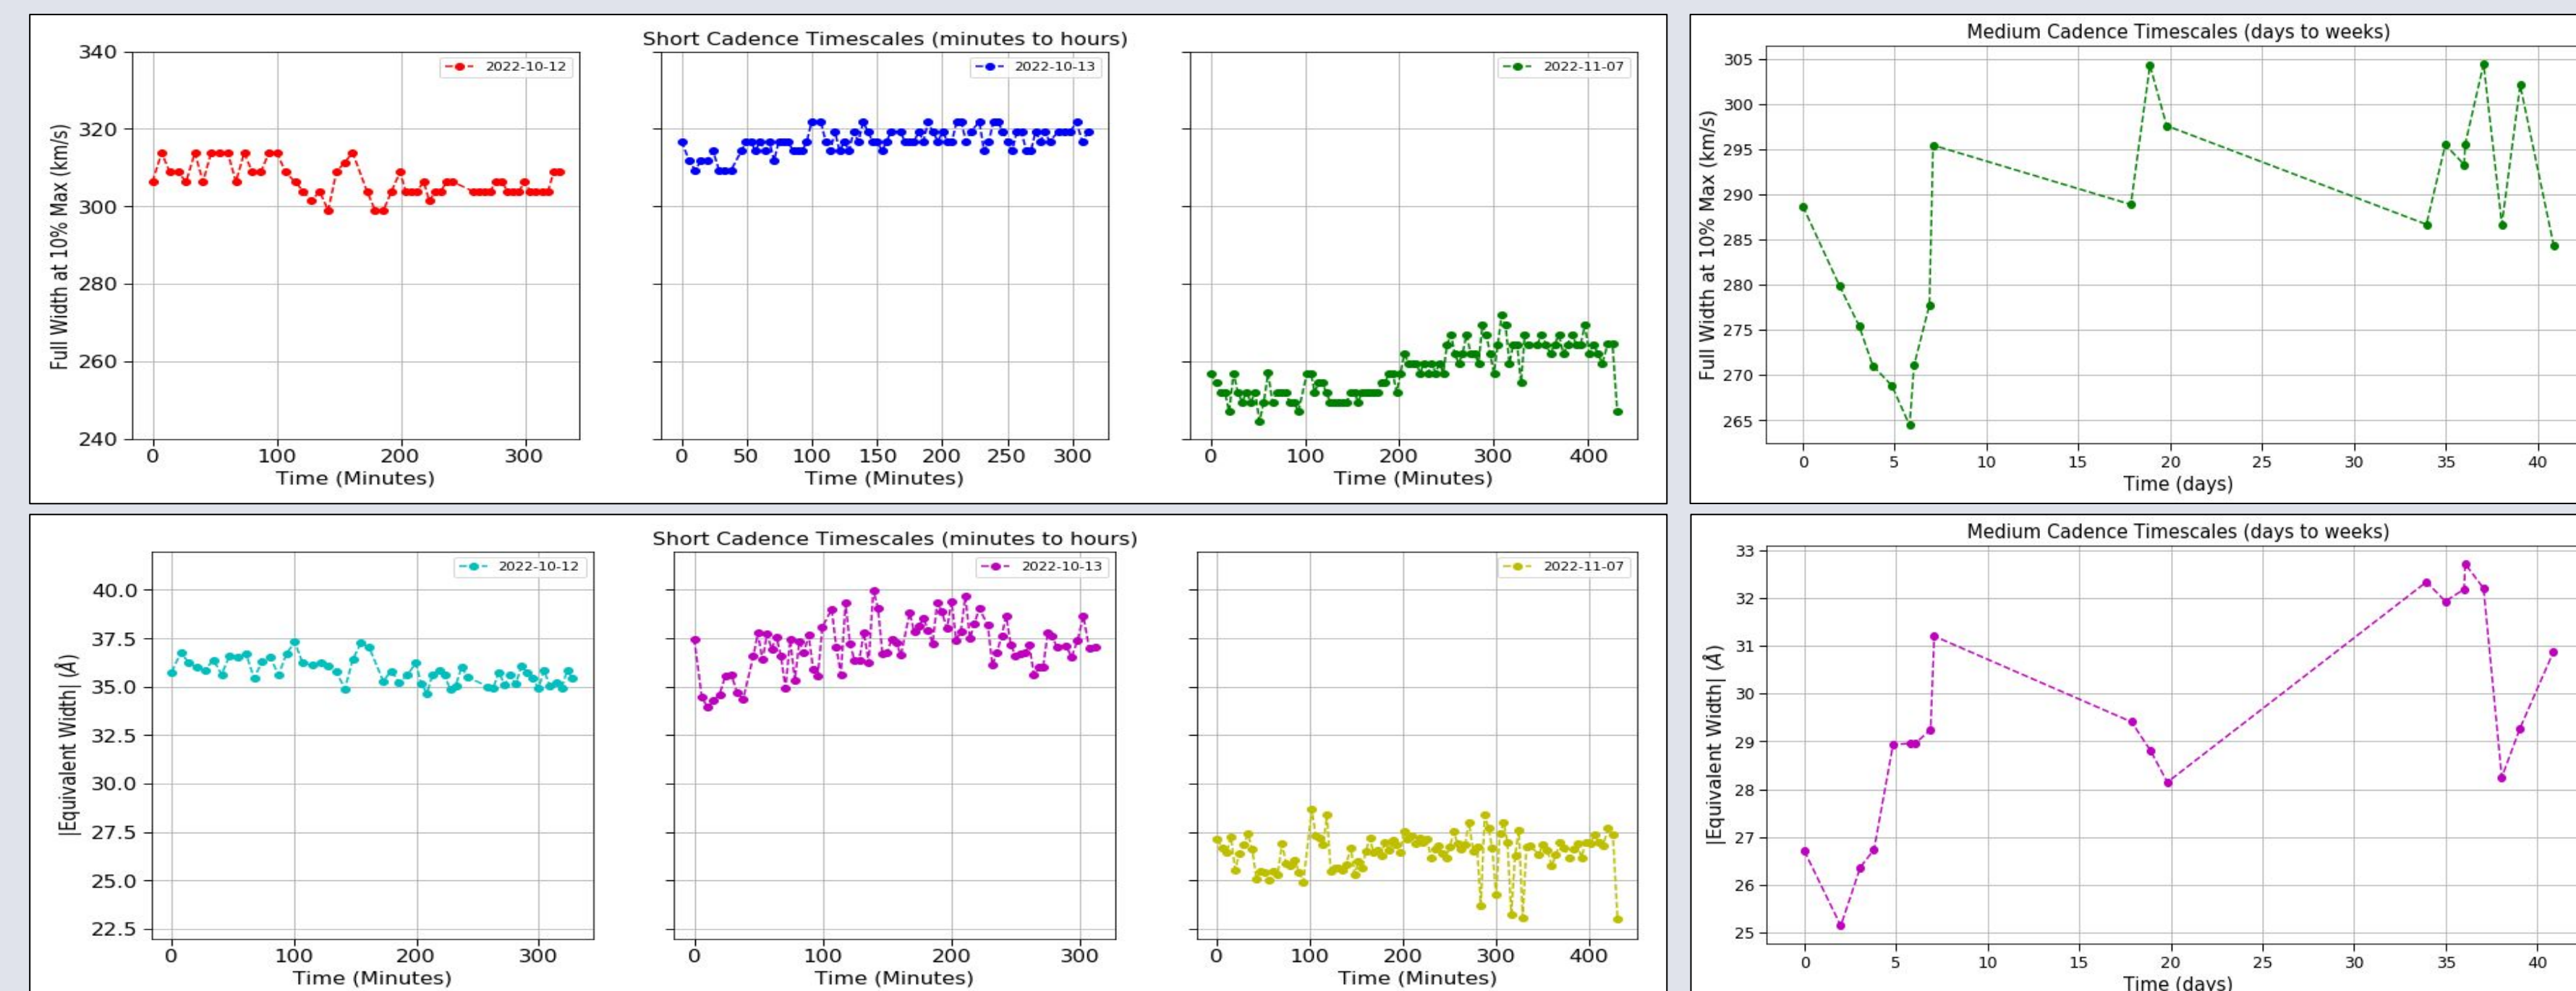 Short Cadence Timescales (minutes to hours)
340
320
300
280
260
240
Full Width at 10% Max (km/s)
2022-10-12
0 100 200 300
Time (Minutes)
2022-10-13
0 50 100 150 200 250 300
Time (Minutes)
2022-11-07
0 100 200 300 400
Time (Minutes)
Medium Cadence Timescales (days to weeks)
305
300
295
290
285
280
275
270
265
Full Width at 10% Max (km/s)
0 5 10 15 20 25 30 35 40
Time (days)
Short Cadence Timescales (minutes to hours)
40.0
37.5
35.0
32.5
30.0
27.5
25.0
22.5
|Equivalent Width| (Å)
2022-10-12
0 100 200 300
Time (Minutes)
2022-10-13
0 100 200 300
Time (Minutes)
2022-11-07
0 100 200 300 400
Time (Minutes)
Medium Cadence Timescales (days to weeks)
33
32
31
30
29
28
27
26
25
|Equivalent Width| (Å)
0 5 10 15 20 25 30 35 40
Time (days)